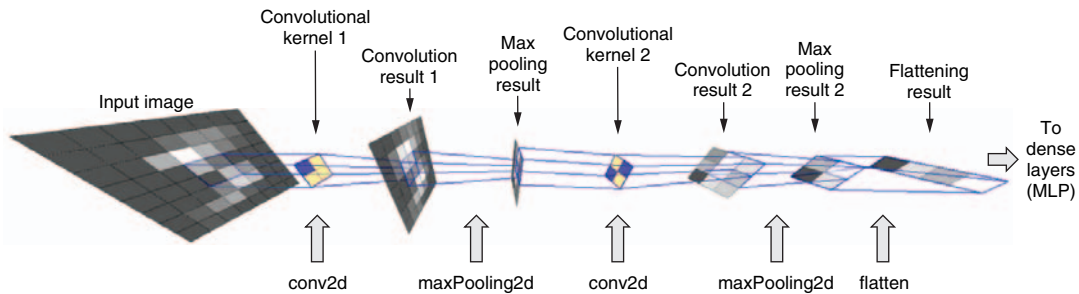 Input image
Convolutional
kernel 1
Convolution
result 1
Max
pooling
result
Convolutional
kernel 2
Convolution
result 2
Max
pooling
result 2
Flattening
result
To
dense
layers
(MLP)
conv2d
maxPooling2d
conv2d
maxPooling2d
flatten